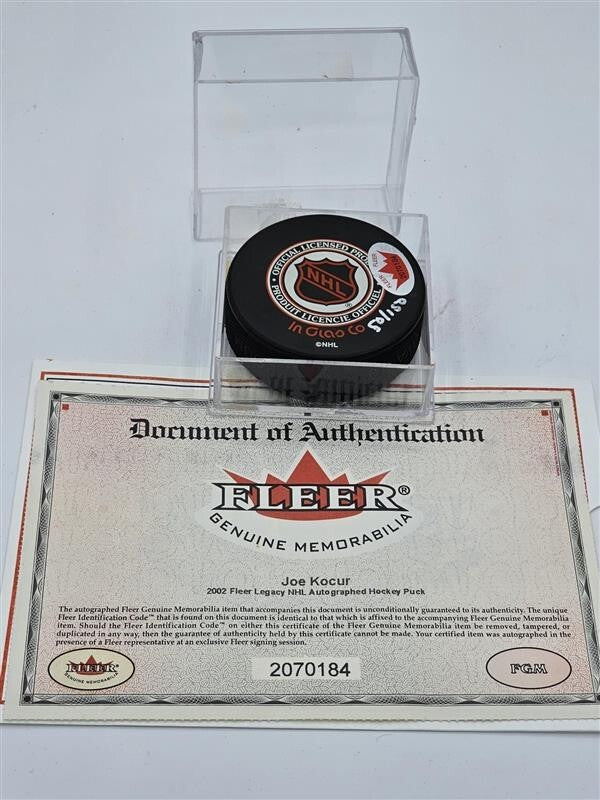 OFFICIAL LICENSED
NHL
®
PRODUIT LICENCIE OFFICIEL
FLEER
2070184
FLEER
In Glas Co
©NHL
Document of Authentication
FLEER®
GENUINE MEMORABILIA
Joe Kocur
2002 Fleer Legacy NHL Autographed Hockey Puck
The autographed Fleer Genuine Memorabilia item that accompanies this document is unconditionally guaranteed to its authenticity. The unique
Fleer Identification Code™ that is found on this document is identical to that which is affixed to the accompanying Fleer Genuine Memorabilia
item. Should the Fleer Identification Code™ on either this certificate of the Fleer Genuine Memorabilia item be removed, tampered, or
duplicated in any way, then the guarantee of authenticity held by this certificate cannot be made. Your certified item was autographed in the
presence of a Fleer representative at an exclusive Fleer signing session.
FLEER
GENUINE MEMORABILIA
2070184
FGM